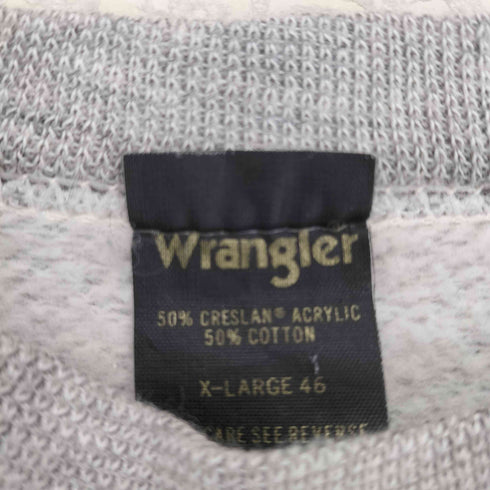 Wrangler
50% CRESLAN® ACRYLIC
50% COTTON
X-LARGE 46
CARE SEE REVERSE